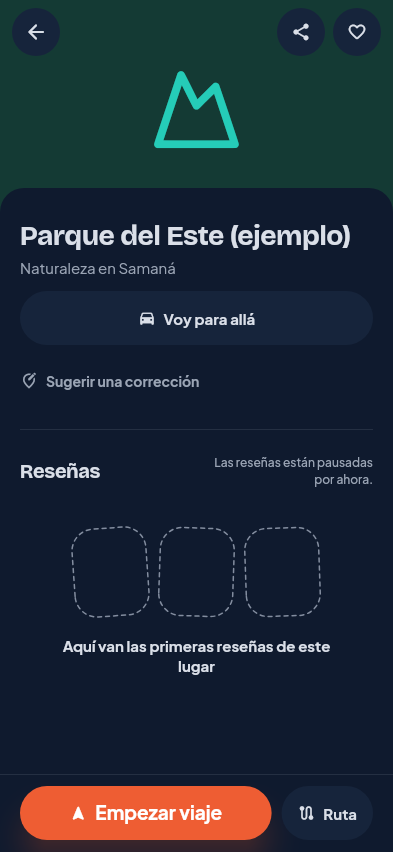 Parque del Este (ejemplo)
Naturaleza en Samaná
Voy para allá
Sugerir una corrección
Reseñas
Las reseñas están pausadas
por ahora.
Aquí van las primeras reseñas de este
lugar
Empezar viaje
Ruta